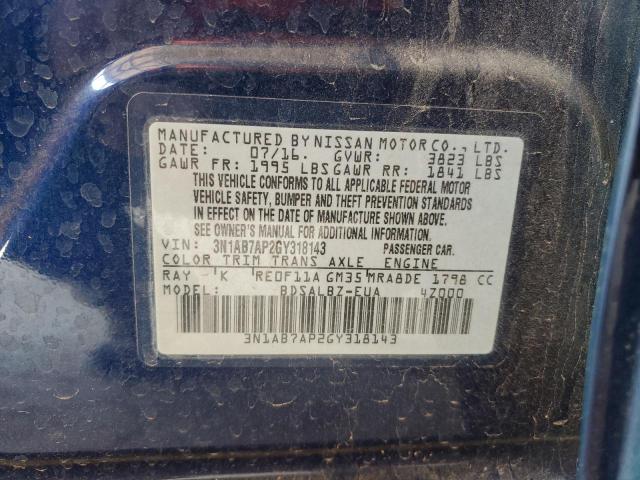 MANUFACTURED BY NISSAN MOTOR CO., LTD.
DATE: 07/16. GVWR: 3823 LBS
GAWR FR: 1995 LBS GAWR RR: 1841 LBS
THIS VEHICLE CONFORMS TO ALL APPLICABLE FEDERAL MOTOR
VEHICLE SAFETY, BUMPER, AND THEFT PREVENTION STANDARDS
IN EFFECT ON THE DATE OF MANUFACTURE SHOWN ABOVE.
SEE OWNER'S MANUAL FOR ADDITIONAL INFORMATION.
VIN: 3N1AB7AP2GY318143 PASSENGER CAR.
COLOR TRIM TRANS AXLE ENGINE
RAY -K RE0F11A GM35 MRA8DE 1798 CC
MODEL: BDSALBZ-EUA 4Z000
3N1AB7AP2GY318143